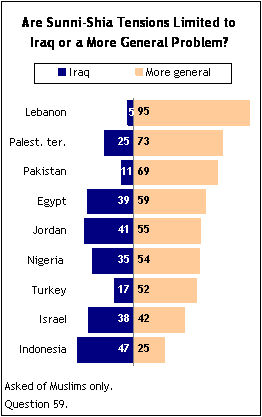 Are Sunni-Shia Tensions Limited to
Iraq or a More General Problem?
Iraq More general
Lebanon 5 95
Palest. ter. 25 73
Pakistan 11 69
Egypt 39 59
Jordan 41 55
Nigeria 35 54
Turkey 17 52
Israel 38 42
Indonesia 47 25
Asked of Muslims only.
Question 59.